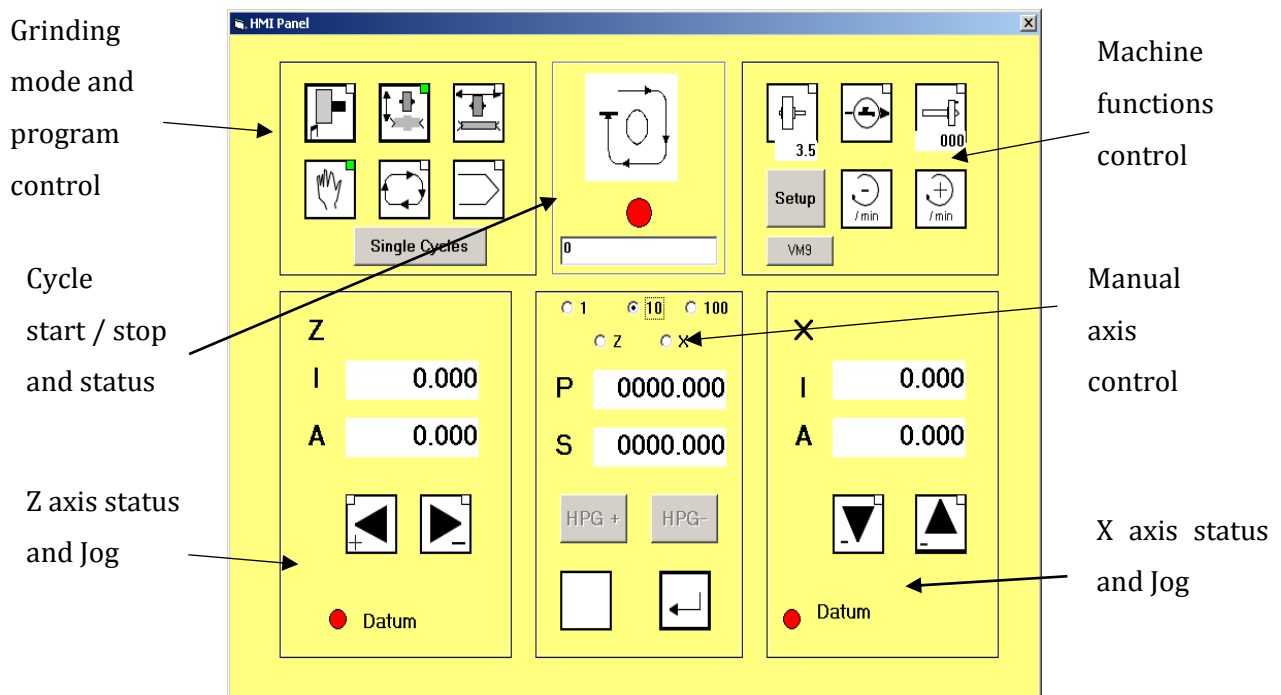 Grinding
mode and
program
control
Cycle
start / stop
and status
Z axis status
and Jog
HMI Panel
Single Cycles
0
3.5
000
Setup
/ min
/ min
VM9
Z
I 0.000
A 0.000
+
-
Datum
1 10 100
Z X
P 0000.000
S 0000.000
HPG + HPG-
X
I 0.000
A 0.000
-
-
Datum
Machine
functions
control
Manual
axis
control
X axis status
and Jog